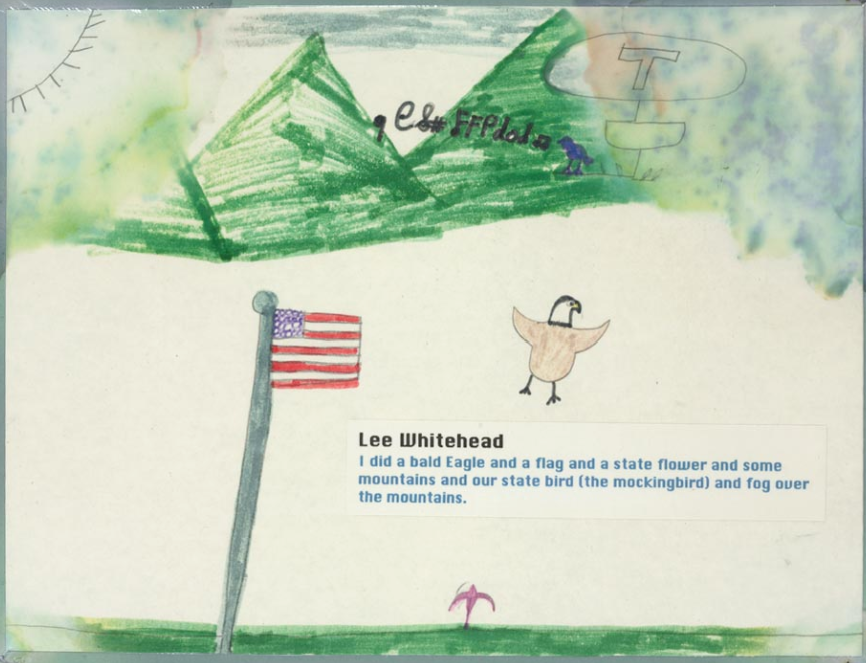 T
Lee Whitehead
I did a bald Eagle and a flag and a state flower and some
mountains and our state bird (the mockingbird) and fog over
the mountains.